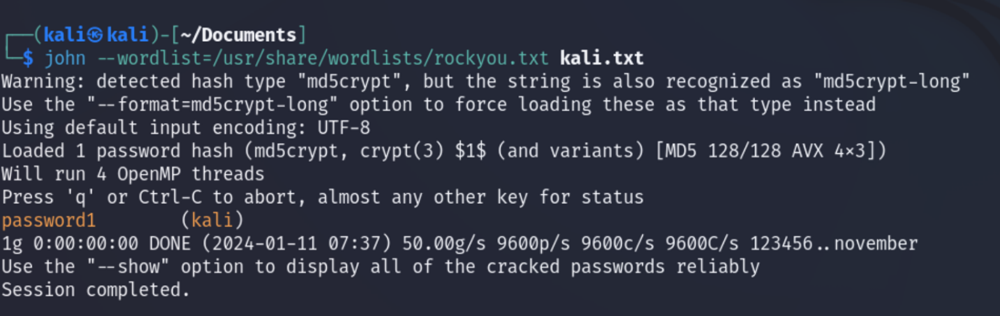 ┌──(kali㉿kali)-[~/Documents]
└─$ john --wordlist=/usr/share/wordlists/rockyou.txt kali.txt
Warning: detected hash type "md5crypt", but the string is also recognized as "md5crypt-long"
Use the "--format=md5crypt-long" option to force loading these as that type instead
Using default input encoding: UTF-8
Loaded 1 password hash (md5crypt, crypt(3) $1$ (and variants) [MD5 128/128 AVX 4×3])
Will run 4 OpenMP threads
Press 'q' or Ctrl-C to abort, almost any other key for status
password1        (kali)
1g 0:00:00:00 DONE (2024-01-11 07:37) 50.00g/s 9600p/s 9600c/s 9600C/s 123456..november
Use the "--show" option to display all of the cracked passwords reliably
Session completed.